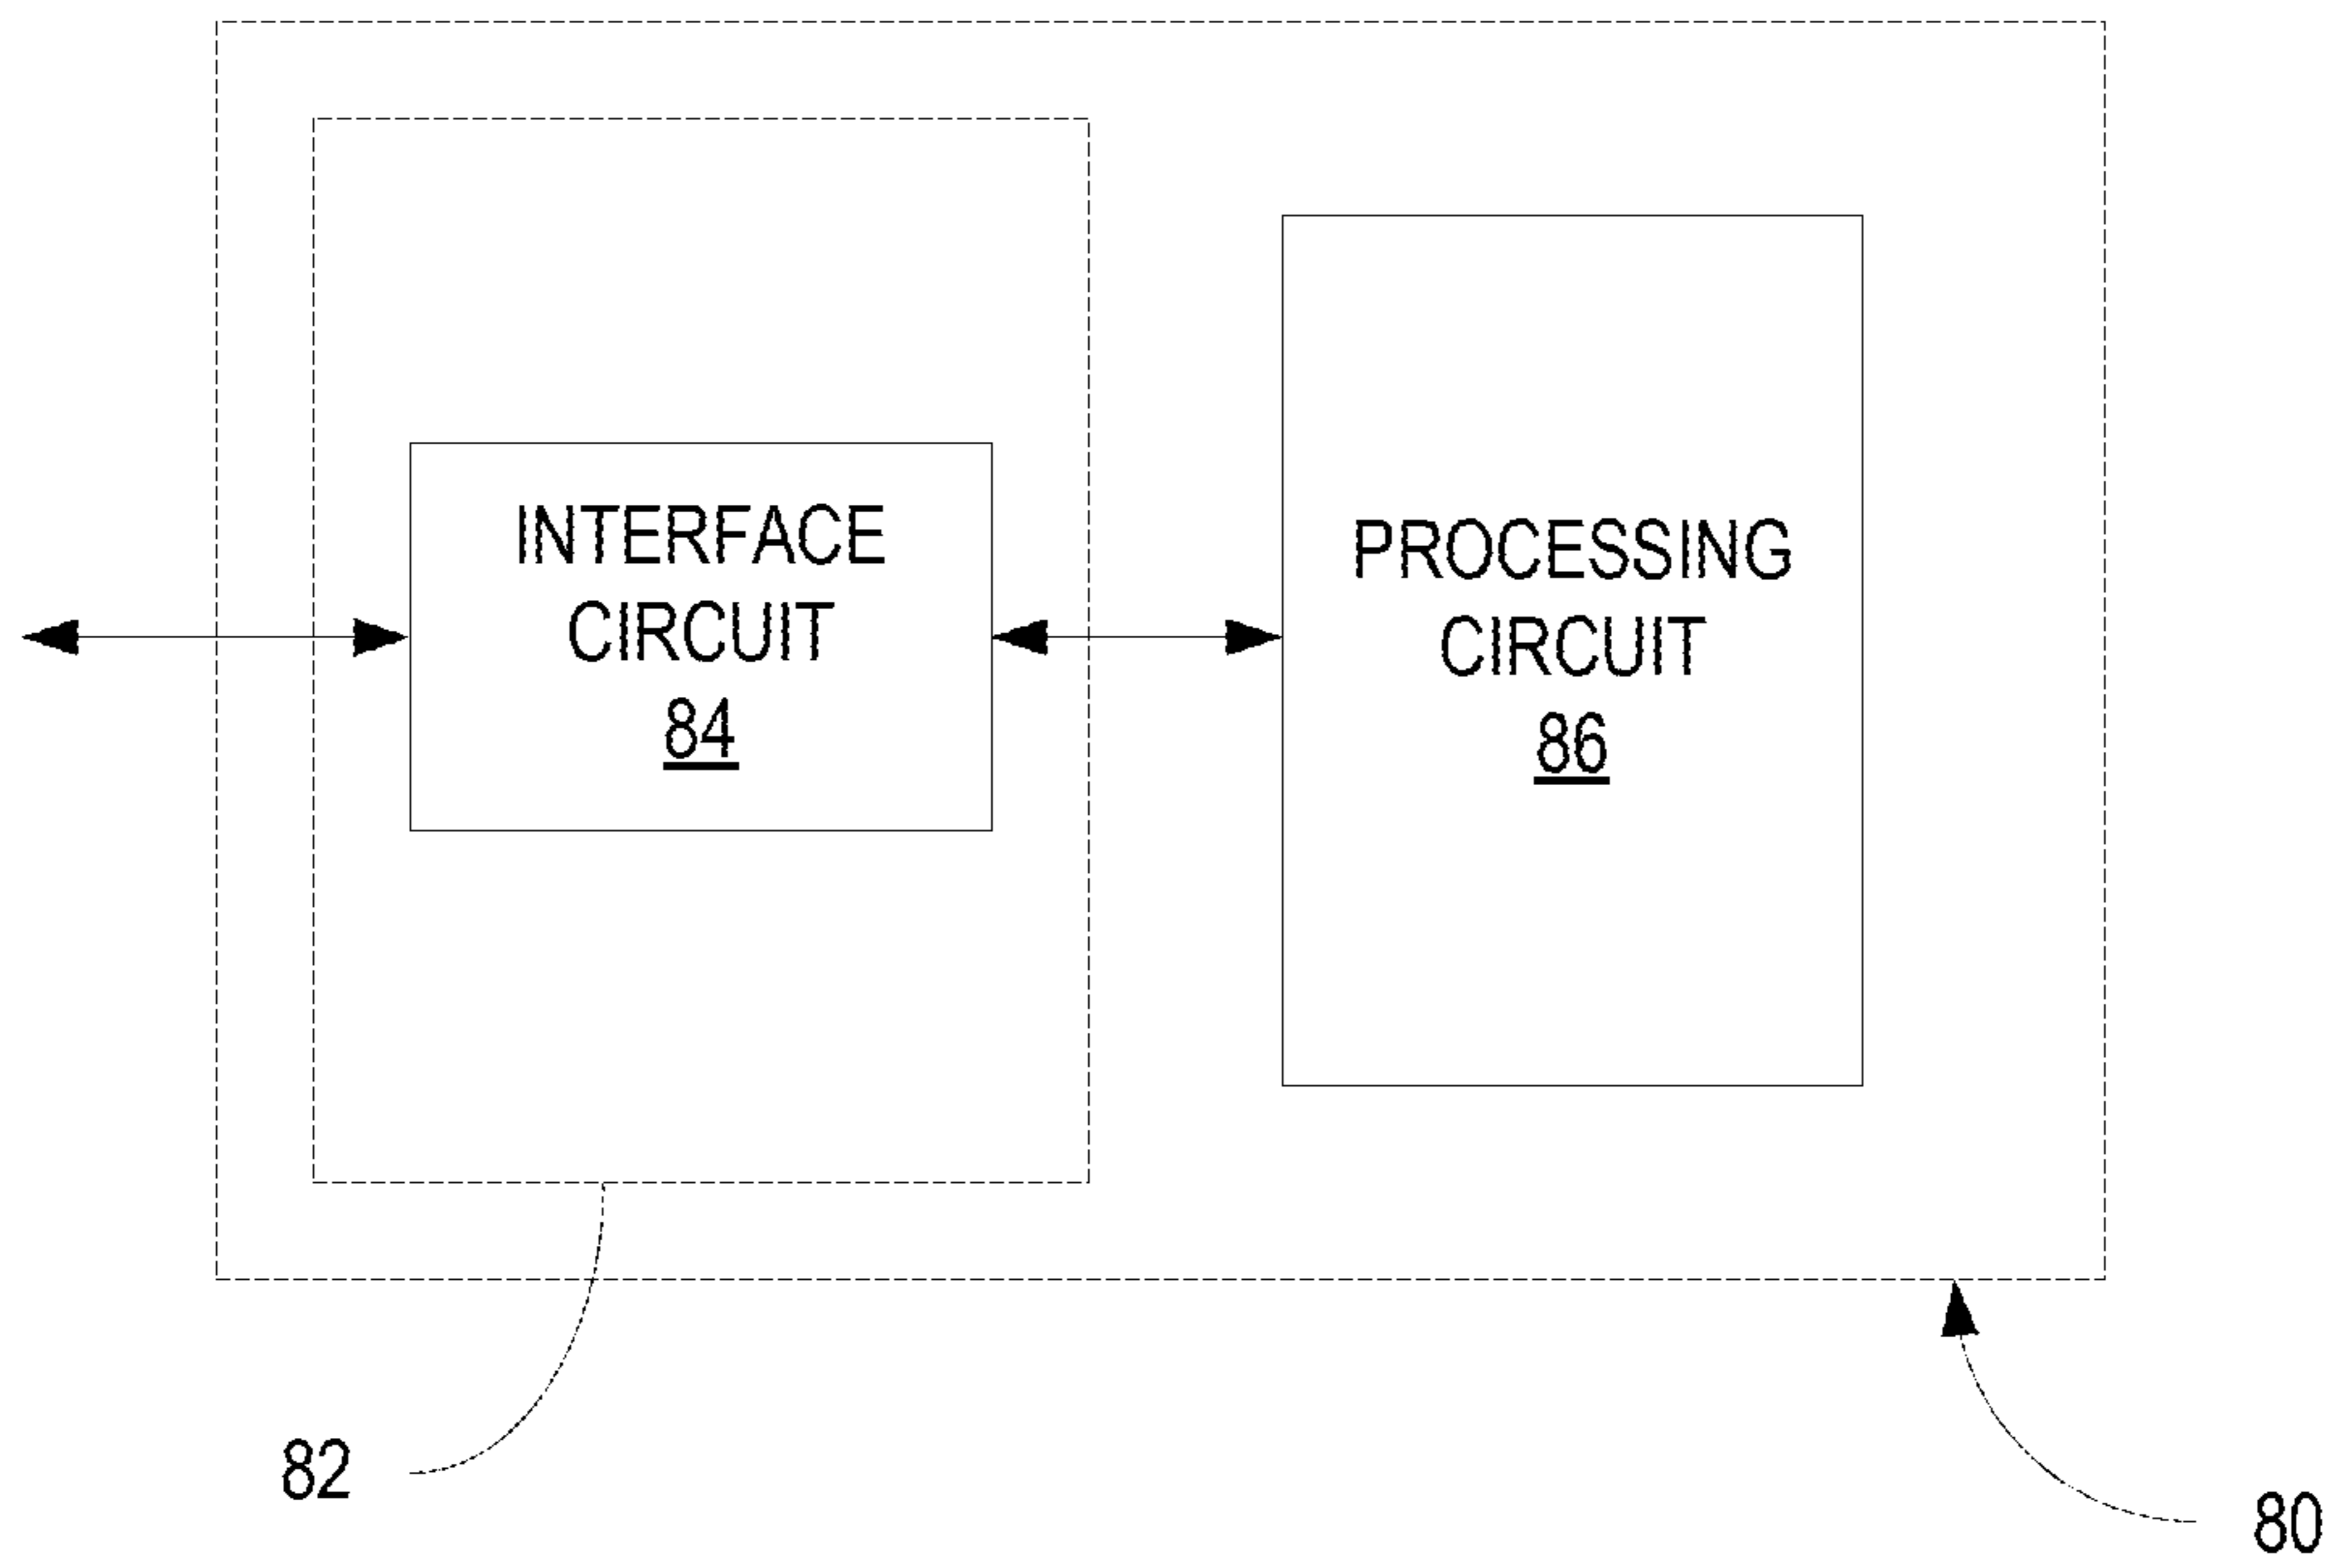 INTERFACE
CIRCUIT
84
PROCESSING
CIRCUIT
86
82
80